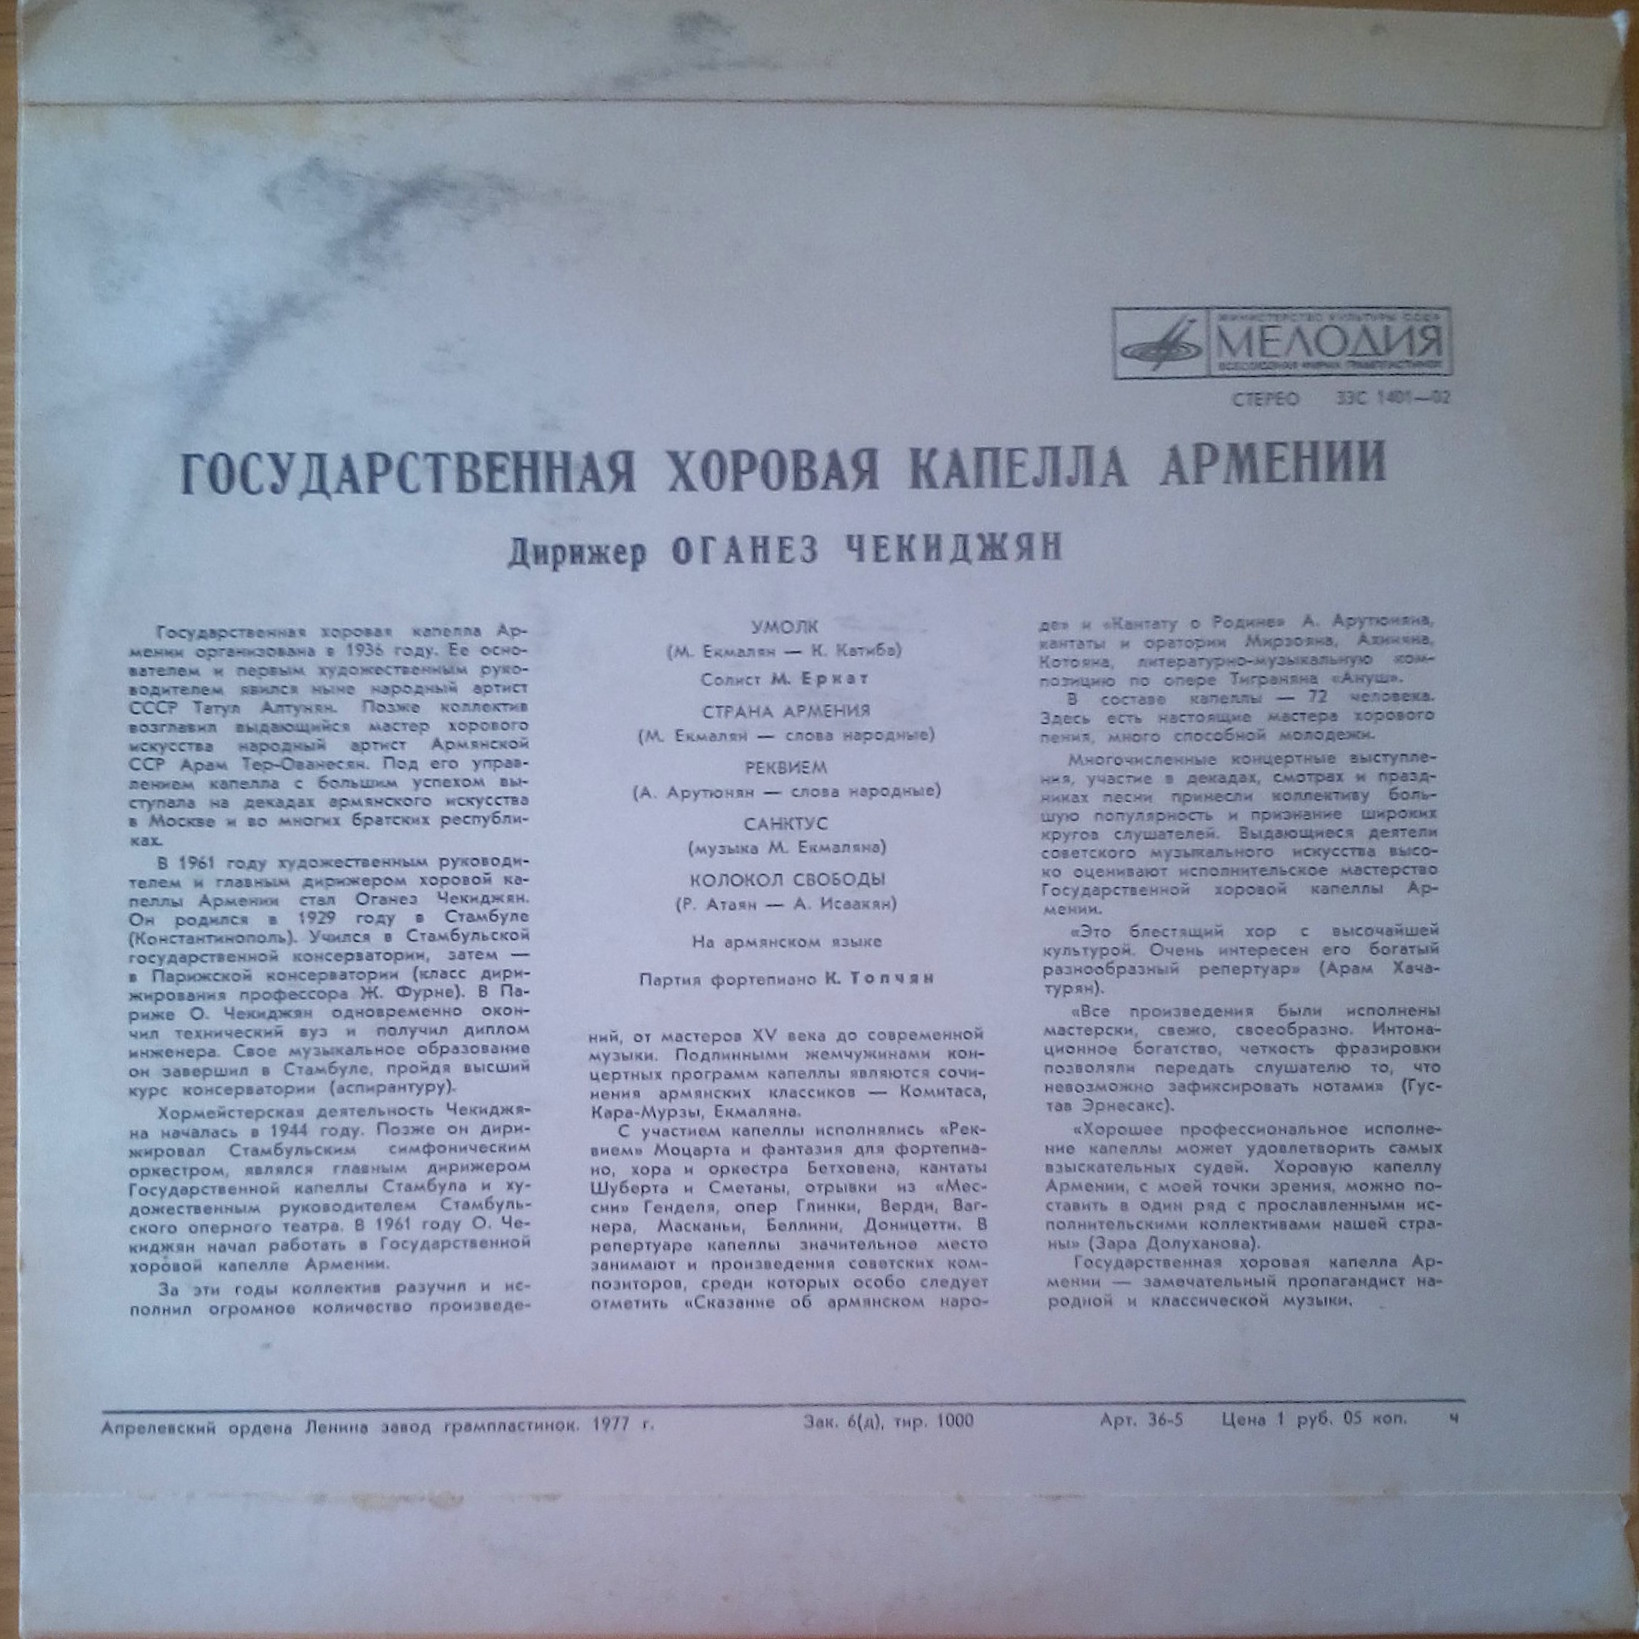 МИНИСТЕРСТВО КУЛЬТУРЫ СССР
МЕЛОДИЯ
ВСЕСОЮЗНАЯ ФИРМА ГРАМПЛАСТИНОК
СТЕРЕО 33С 1401—02
ГОСУДАРСТВЕННАЯ ХОРОВАЯ КАПЕЛЛА АРМЕНИИ
Дирижер ОГАНЕЗ ЧЕКИДЖЯН
Государственная хоровая капелла Ар-
мении организована в 1936 году. Ее осно-
вателем и первым художественным руко-
водителем явился ныне народный артист
СССР Татул Алтунян. Позже коллектив
возглавил выдающийся мастер хорового
искусства народный артист Армянской
ССР Арам Тер-Ованесян. Под его управ-
лением капелла с большим успехом вы-
ступала на декадах армянского искусства
в Москве и во многих братских республи-
ках.
В 1961 году художественным руководи-
телем и главным дирижером хоровой ка-
пеллы Армении стал Оганез Чекиджян.
Он родился в 1929 году в Стамбуле
(Константинополь). Учился в Стамбульской
государственной консерватории, затем —
в Парижской консерватории (класс дири-
жирования профессора Ж. Фурне). В Па-
риже О. Чекиджян одновременно окон-
чил технический вуз и получил диплом
инженера. Свое музыкальное образование
он завершил в Стамбуле, пройдя высший
курс консерватории (аспирантуру).
Хормейстерская деятельность Чекиджя-
на началась в 1944 году. Позже он дири-
жировал Стамбульским симфоническим
оркестром, являлся главным дирижером
Государственной капеллы Стамбула и ху-
дожественным руководителем Стамбуль-
ского оперного театра. В 1961 году О. Че-
киджян начал работать в Государственной
хоровой капелле Армении.
За эти годы коллектив разучил и ис-
полнил огромное количество произведе-
УМОЛК
(М. Екмалян — К. Катиба)
Солист М. Еркат
СТРАНА АРМЕНИЯ
(М. Екмалян — слова народные)
РЕКВИЕМ
(А. Арутюнян — слова народные)
САНКТУС
(музыка М. Екмаляна)
КОЛОКОЛ СВОБОДЫ
(Р. Атаян — А. Исаакян)
На армянском языке
Партия фортепиано К. Топчян
ний, от мастеров XV века до современной
музыки. Подлинными жемчужинами кон-
цертных программ капеллы являются сочи-
нения армянских классиков — Комитаса,
Кара-Мурзы, Екмаляна.
С участием капеллы исполнялись «Рек-
вием» Моцарта и фантазия для фортепиа-
но, хора и оркестра Бетховена, кантаты
Шуберта и Сметаны, отрывки из «Мес-
сии» Генделя, опер Глинки, Верди, Ваг-
нера, Масканьи, Беллини, Доницетти. В
репертуаре капеллы значительное место
занимают и произведения советских ком-
позиторов, среди которых особо следует
отметить «Сказание об армянском наро-
де» и «Кантату о Родине» А. Арутюняна,
кантаты и оратории Мирзояна, Ахиняна,
Котояна, литературно-музыкальную ком-
позицию по опере Тиграняна «Ануш».
В составе капеллы — 72 человека.
Здесь есть настоящие мастера хорового
пения, много способной молодежи.
Многочисленные концертные выступле-
ния, участие в декадах, смотрах и празд-
никах песни принесли коллективу боль-
шую популярность и признание широких
кругов слушателей. Выдающиеся деятели
советского музыкального искусства высо-
ко оценивают исполнительское мастерство
Государственной хоровой капеллы Ар-
мении.
«Это блестящий хор с высочайшей
культурой. Очень интересен его богатый
разнообразный репертуар» (Арам Хача-
турян).
«Все произведения были исполнены
мастерски, свежо, своеобразно. Интона-
ционное богатство, четкость фразировки
позволяли передать слушателю то, что
невозможно зафиксировать нотами» (Гус-
тав Эрнесакс).
«Хорошее профессиональное исполне-
ние капеллы может удовлетворить самых
взыскательных судей. Хоровую капеллу
Армении, с моей точки зрения, можно по-
ставить в один ряд с прославленными ис-
полнительскими коллективами нашей стра-
ны» (Зара Долуханова).
Государственная хоровая капелла Ар-
мении — замечательный пропагандист на-
родной и классической музыки.
Апрелевский ордена Ленина завод грампластинок. 1977 г. Зак. 6(д), тир. 1000 Арт. 36-5 Цена 1 руб. 05 коп. ч